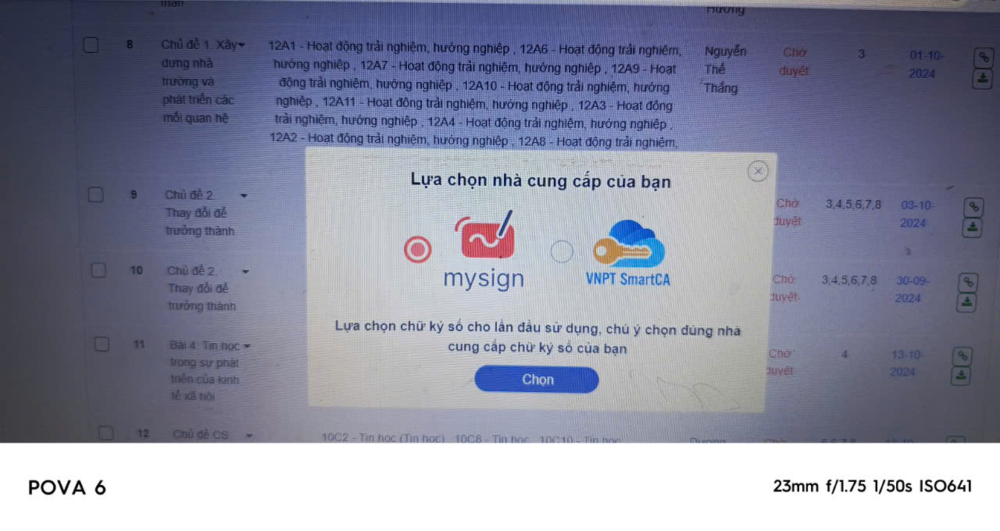 Hương
8 Chủ đề 1. Xây 12A1 - Hoạt động trải nghiệm, hướng nghiệp , 12A6 - Hoạt động trải nghiệm, Nguyễn Chờ 3 01-10-
dựng nhà hướng nghiệp , 12A7 - Hoạt động trải nghiệm, hướng nghiệp , 12A9 - Hoạt Thế duyệt 2024
trường và động trải nghiệm, hướng nghiệp , 12A10 - Hoạt động trải nghiệm, hướng Thắng
phát triển các nghiệp , 12A11 - Hoạt động trải nghiệm, hướng nghiệp , 12A3 - Hoạt động
mối quan hệ trải nghiệm, hướng nghiệp , 12A4 - Hoạt động trải nghiệm, hướng nghiệp ,
12A2 - Hoạt động trải nghiệm, hướng nghiệp , 12A8 - Hoạt động trải nghiệm,
Lựa chọn nhà cung cấp của bạn
9 Chủ đề 2. Chờ 3,4,5,6,7,8 03-10-
Thay đổi để duyệt 2024
trưởng thành
mysign VNPT SmartCA
10 Chủ đề 2. Chờ 3,4,5,6,7,8 30-09-
Thay đổi để duyệt 2024
trưởng thành
Lựa chọn chữ ký số cho lần đầu sử dụng, chú ý chọn đúng nhà
cung cấp chữ ký số của bạn
11 Bài 4. Tin học Chờ 4 13-10-
trong sự phát duyệt 2024
triển của kinh
tế xã hội
Chọn
12 Chủ đề CS 10C2 - Tin học (Tin học) , 10C8 - Tin học 10C10 - Tin học
POVA 6
23mm f/1.75 1/50s ISO641